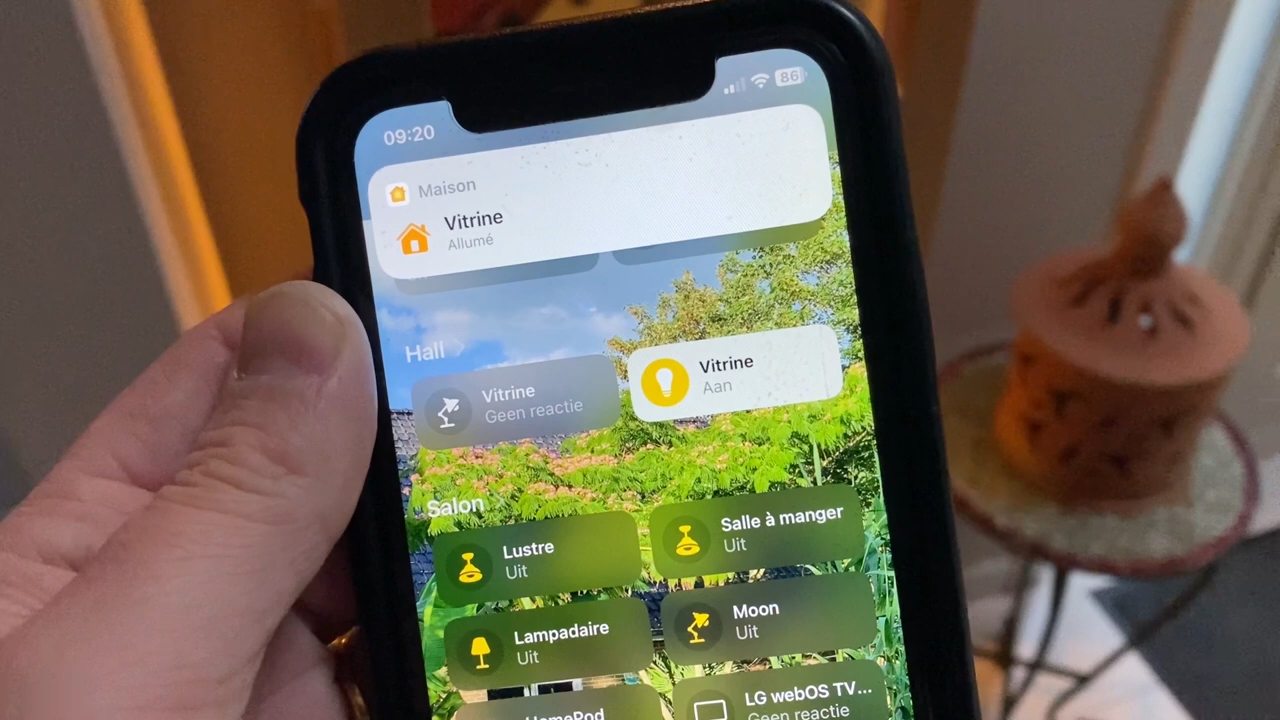 09:20
86
Maison
Vitrine
Allumé
Hall
Vitrine
Geen reactie
Vitrine
Aan
Salon
Lustre
Uit
Salle à manger
Uit
Lampadaire
Uit
Moon
Uit
HomePod
LG webOS TV...
Geen reactie